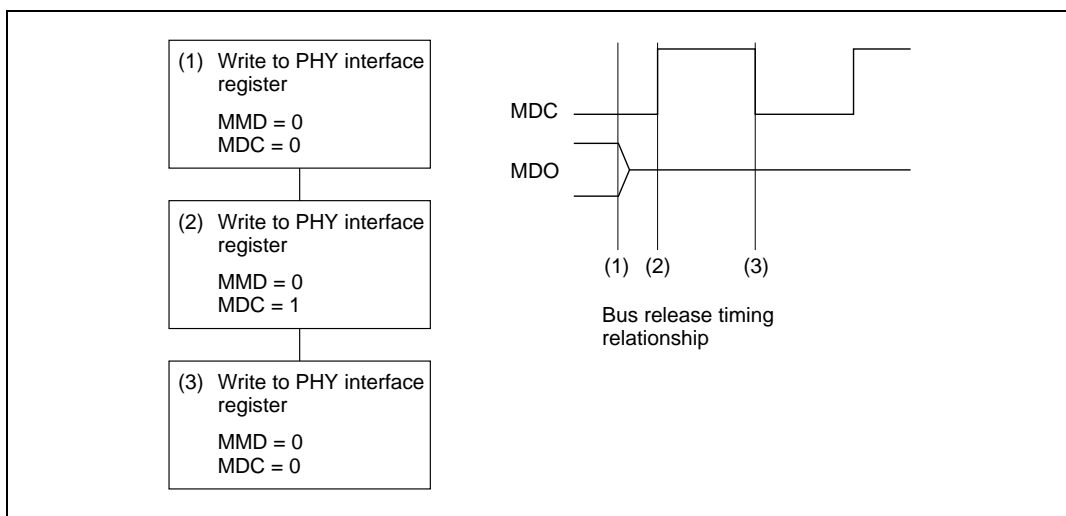 (1) Write to PHY interface
register
MMD = 0
MDC = 0
(2) Write to PHY interface
register
MMD = 0
MDC = 1
(3) Write to PHY interface
register
MMD = 0
MDC = 0
MDC
MDO
(1) (2) (3)
Bus release timing
relationship